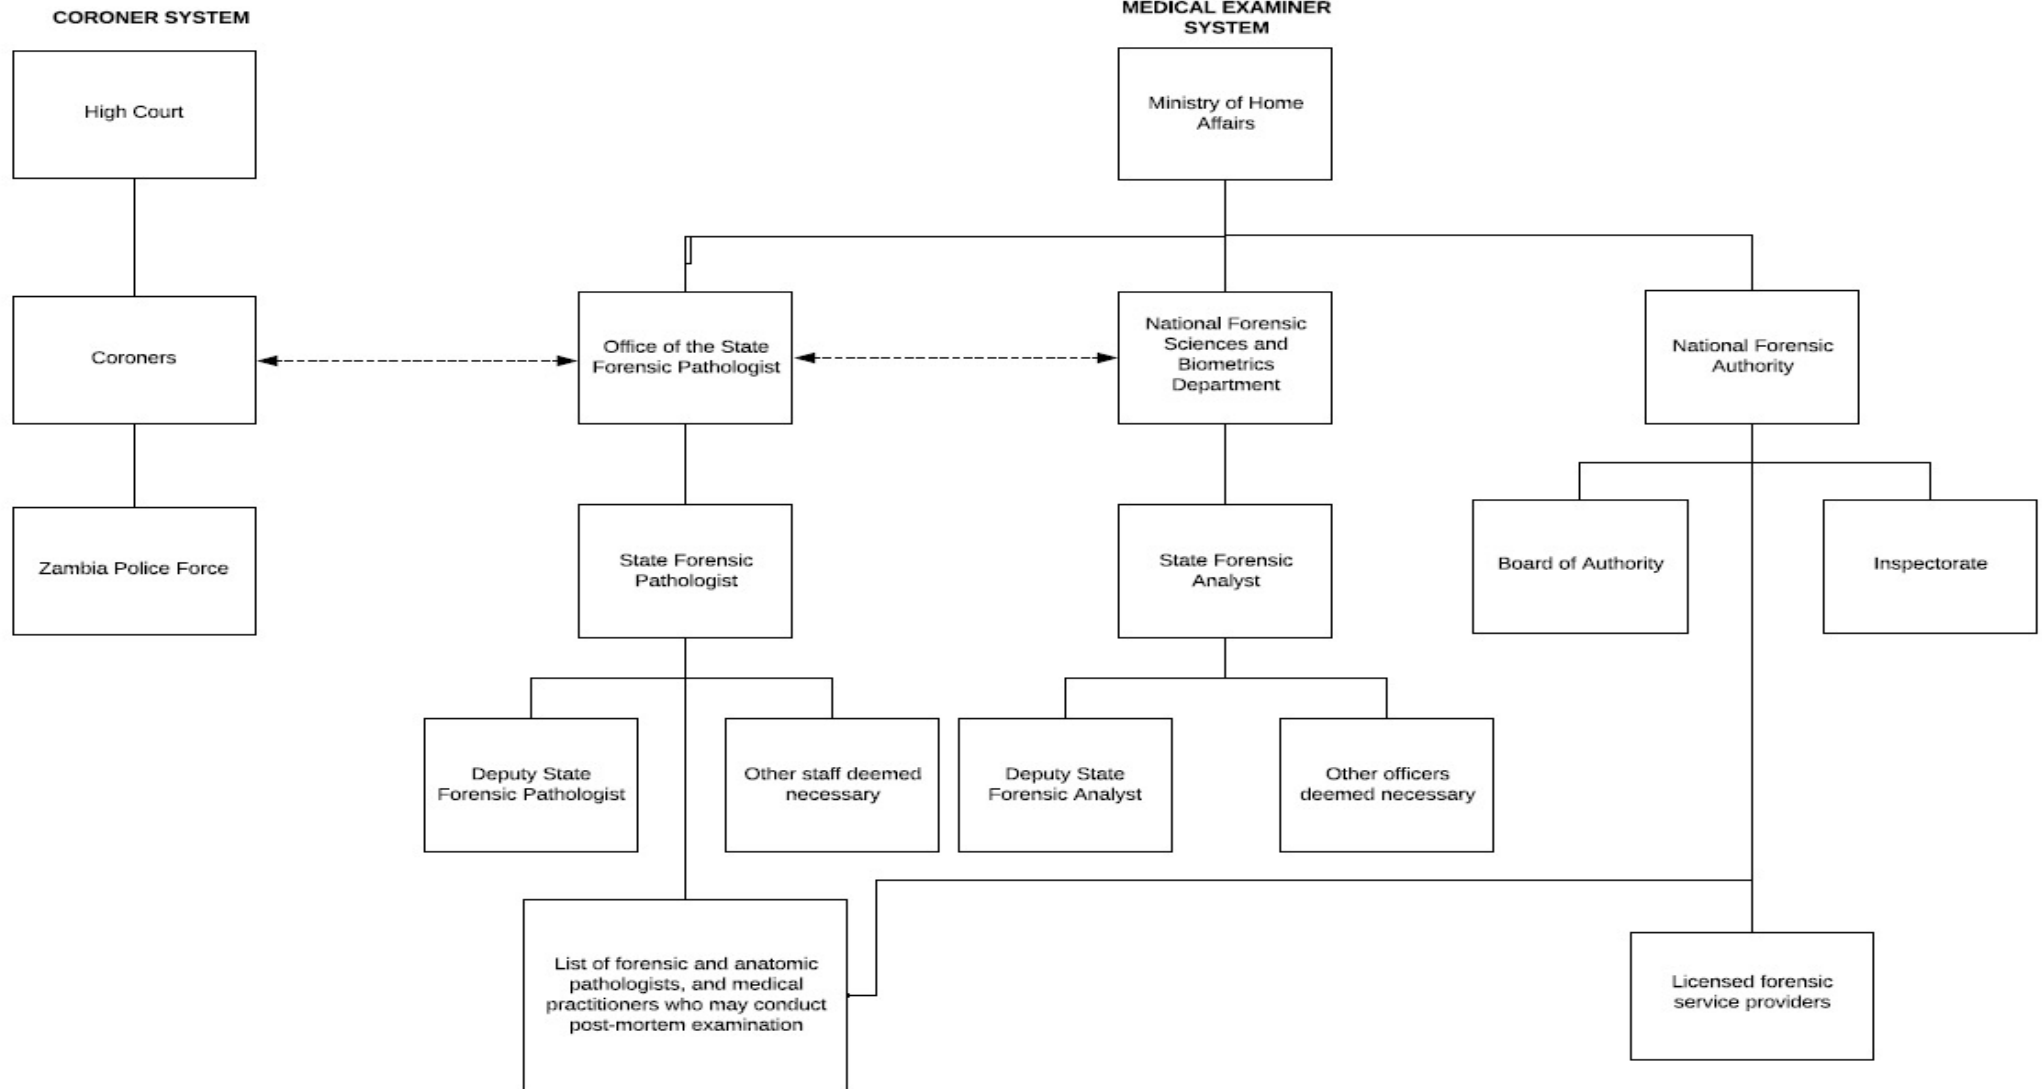 CORONER SYSTEM
MEDICAL EXAMINER
SYSTEM
High Court
Ministry of Home
Affairs
Coroners
Office of the State
Forensic Pathologist
National Forensic
Sciences and
Biometrics
Department
National Forensic
Authority
Zambia Police Force
State Forensic
Pathologist
State Forensic
Analyst
Board of Authority
Inspectorate
Deputy State
Forensic Pathologist
Other staff deemed
necessary
Deputy State
Forensic Analyst
Other officers
deemed necessary
List of forensic and anatomic
pathologists, and medical
practitioners who may conduct
post-mortem examination
Licensed forensic
service providers